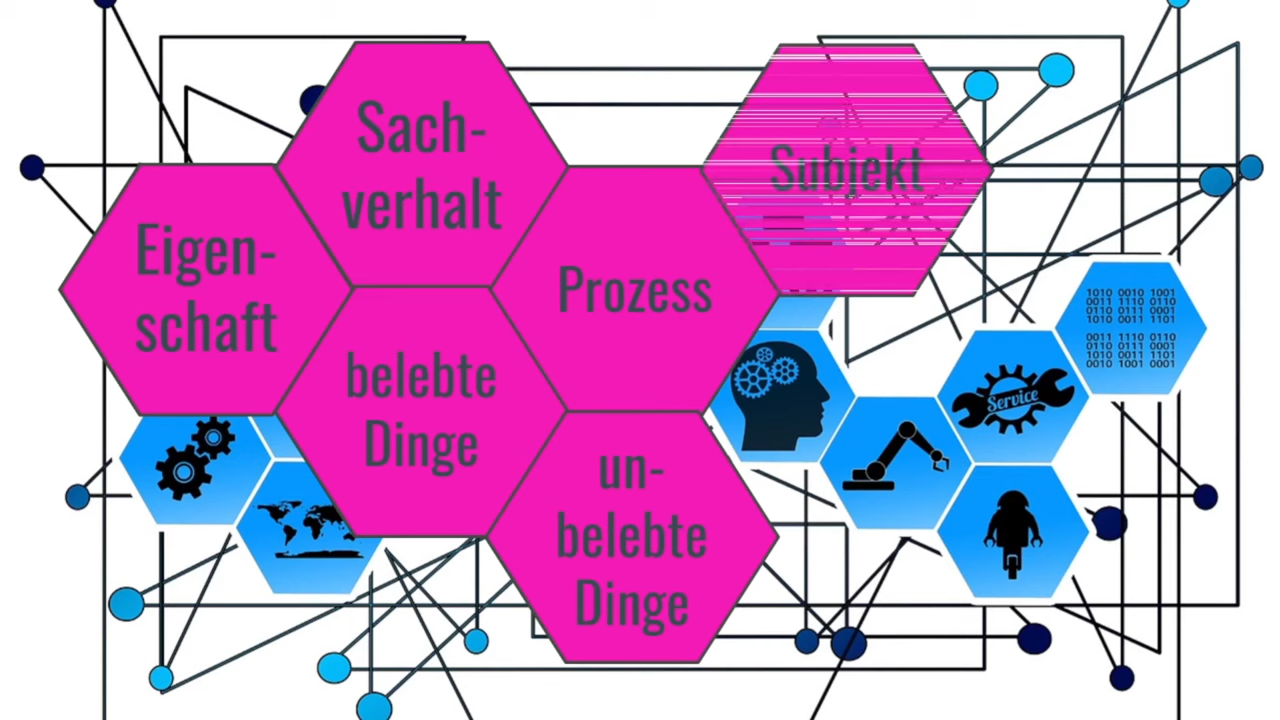 Sach-
verhalt
Subjekt
Eigen-
schaft
Prozess
belebte
Dinge
un-
belebte
Dinge
Service
1010 0010 1001
0011 1110 0110
0110 0111 0001
1010 0011 1101
0011 1110 0110
0110 0111 0001
1010 0011 1101
0010 1001 0001